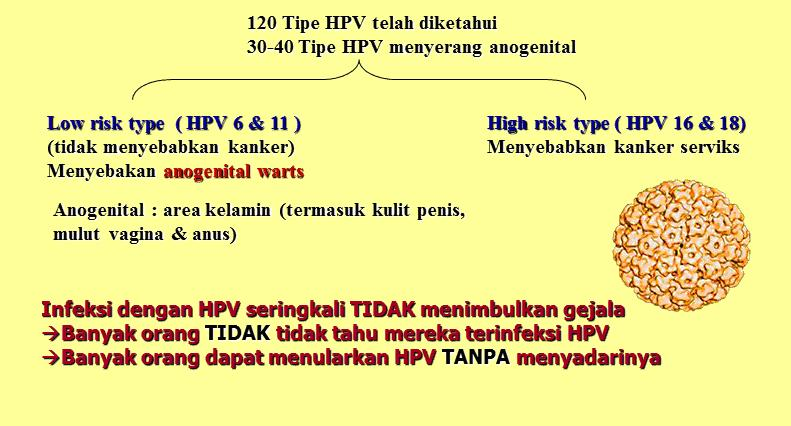 120 Tipe HPV telah diketahui
30-40 Tipe HPV menyerang anogenital
Low risk type ( HPV 6 & 11 )
(tidak menyebabkan kanker)
Menyebakan anogenital warts
Anogenital : area kelamin (termasuk kulit penis,
mulut vagina & anus)
High risk type ( HPV 16 & 18)
Menyebabkan kanker serviks
Infeksi dengan HPV seringkali TIDAK menimbulkan gejala
→Banyak orang TIDAK tidak tahu mereka terinfeksi HPV
→Banyak orang dapat menularkan HPV TANPA menyadarinya